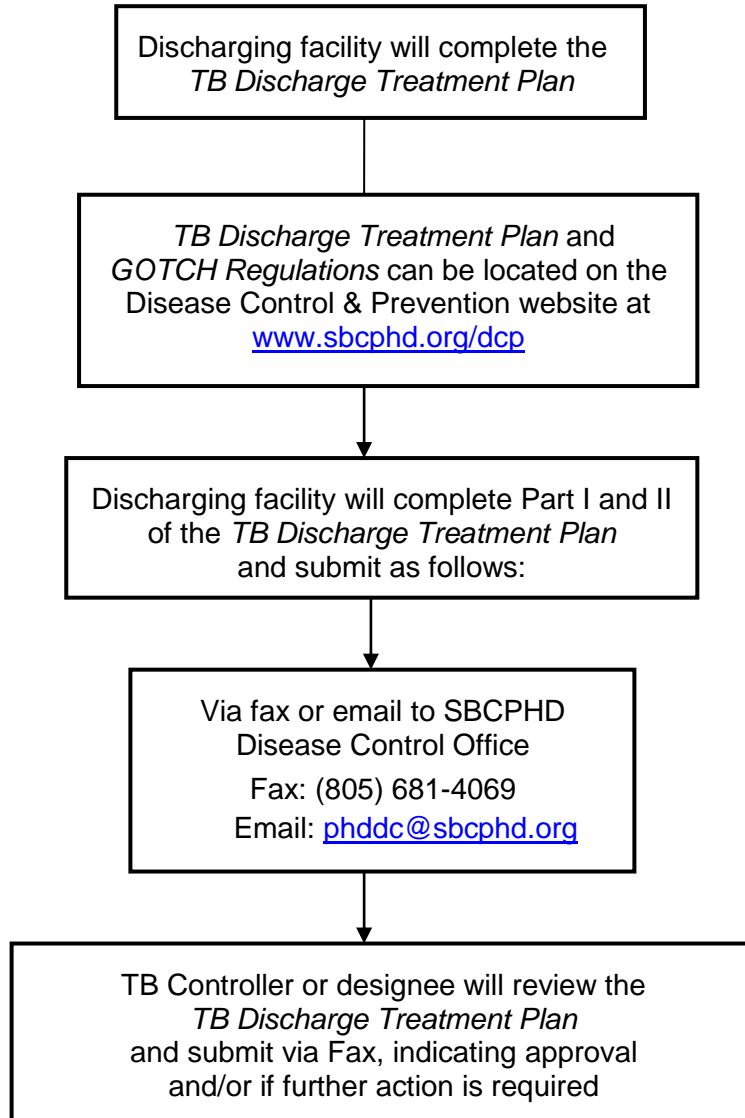 Discharging facility will complete the
TB Discharge Treatment Plan
TB Discharge Treatment Plan and
GOTCH Regulations can be located on the
Disease Control & Prevention website at
www.sbcphd.org/dcp
Discharging facility will complete Part I and II
of the TB Discharge Treatment Plan
and submit as follows:
Via fax or email to SBCPHD
Disease Control Office
Fax: (805) 681-4069
Email: phddc@sbcphd.org
TB Controller or designee will review the
TB Discharge Treatment Plan
and submit via Fax, indicating approval
and/or if further action is required